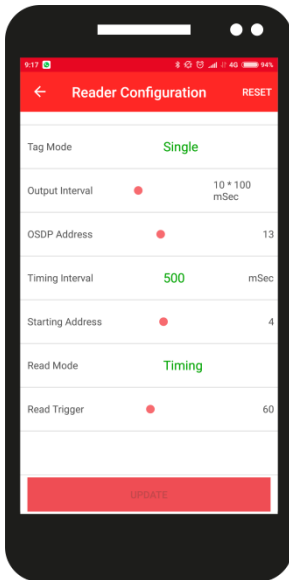 9:17 4G 94%
Reader Configuration RESET
Tag Mode Single
Output Interval 10 * 100
mSec
OSDP Address 13
Timing Interval 500 mSec
Starting Address 4
Read Mode Timing
Read Trigger 60
UPDATE